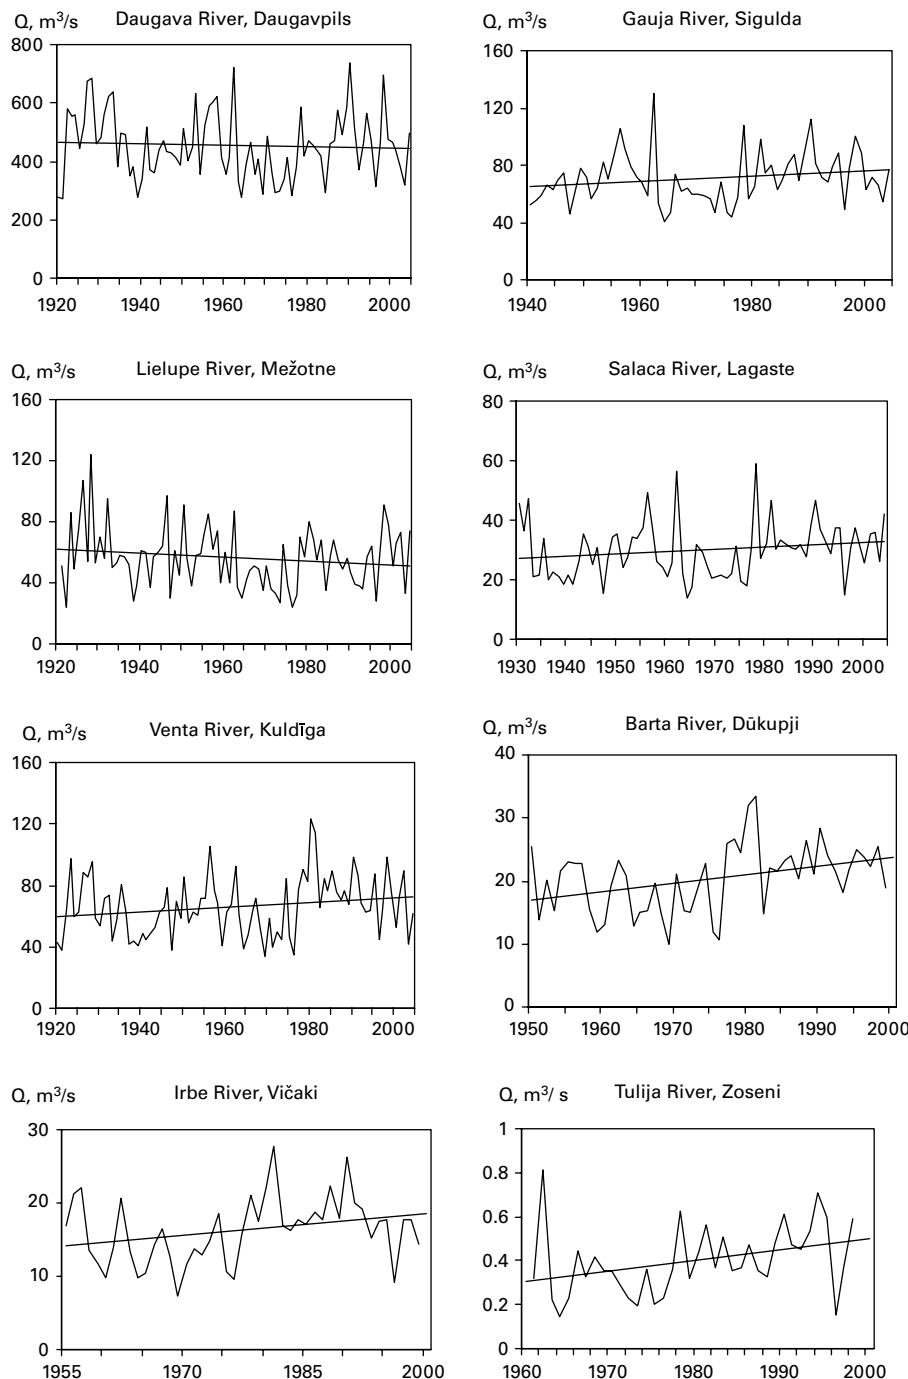 Q, m³/s Daugava River, Daugavpils
800
600
400
200
0
1920 1940 1960 1980 2000
Q, m³/s Gauja River, Sigulda
160
120
80
40
0
1940 1960 1980 2000
Q, m³/s Lielupe River, Mežotne
160
120
80
40
0
1920 1940 1960 1980 2000
Q, m³/s Salaca River, Lagaste
80
60
40
20
0
1930 1940 1950 1960 1970 1980 1990 2000
Q, m³/s Venta River, Kuldīga
160
120
80
40
0
1920 1940 1960 1980 2000
Q, m³/s Barta River, Dūkupji
40
30
20
10
0
1950 1960 1970 1980 1990 2000
Q, m³/s Irbe River, Vičaki
30
20
10
0
1955 1970 1985 2000
Q, m³/ s Tulija River, Zoseni
1
0.8
0.6
0.4
0.2
0
1960 1970 1980 1990 2000